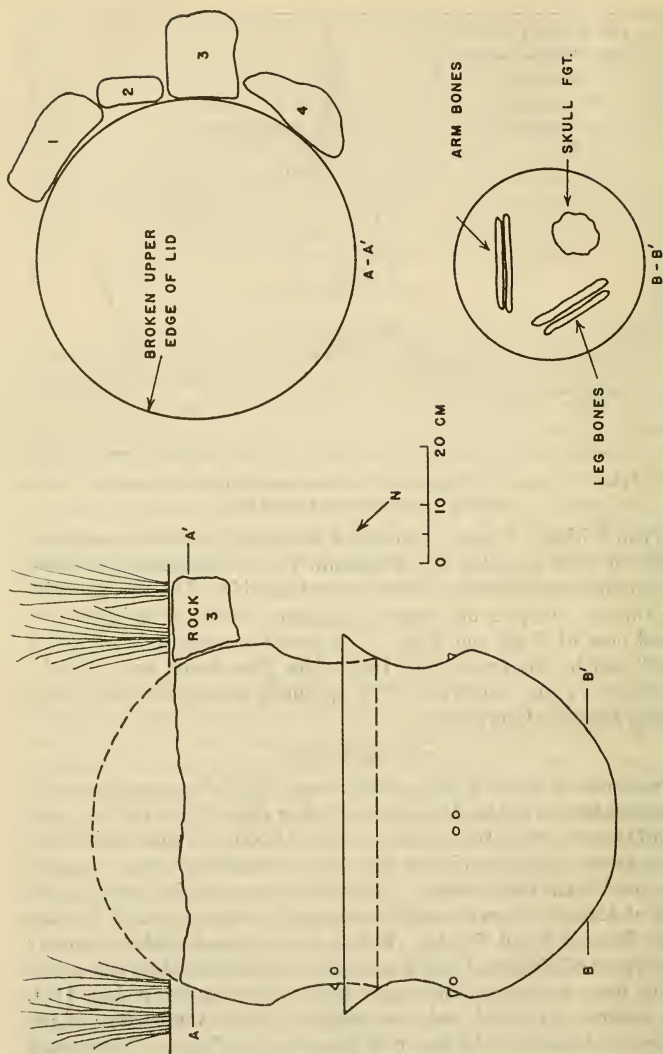 1
2
3
4
BROKEN UPPER
EDGE OF LID
A - A'
ARM BONES
SKULL FGT.
LEG BONES
B - B'
N
0 10 20 CM
ROCK
3
A
A'
B
B'